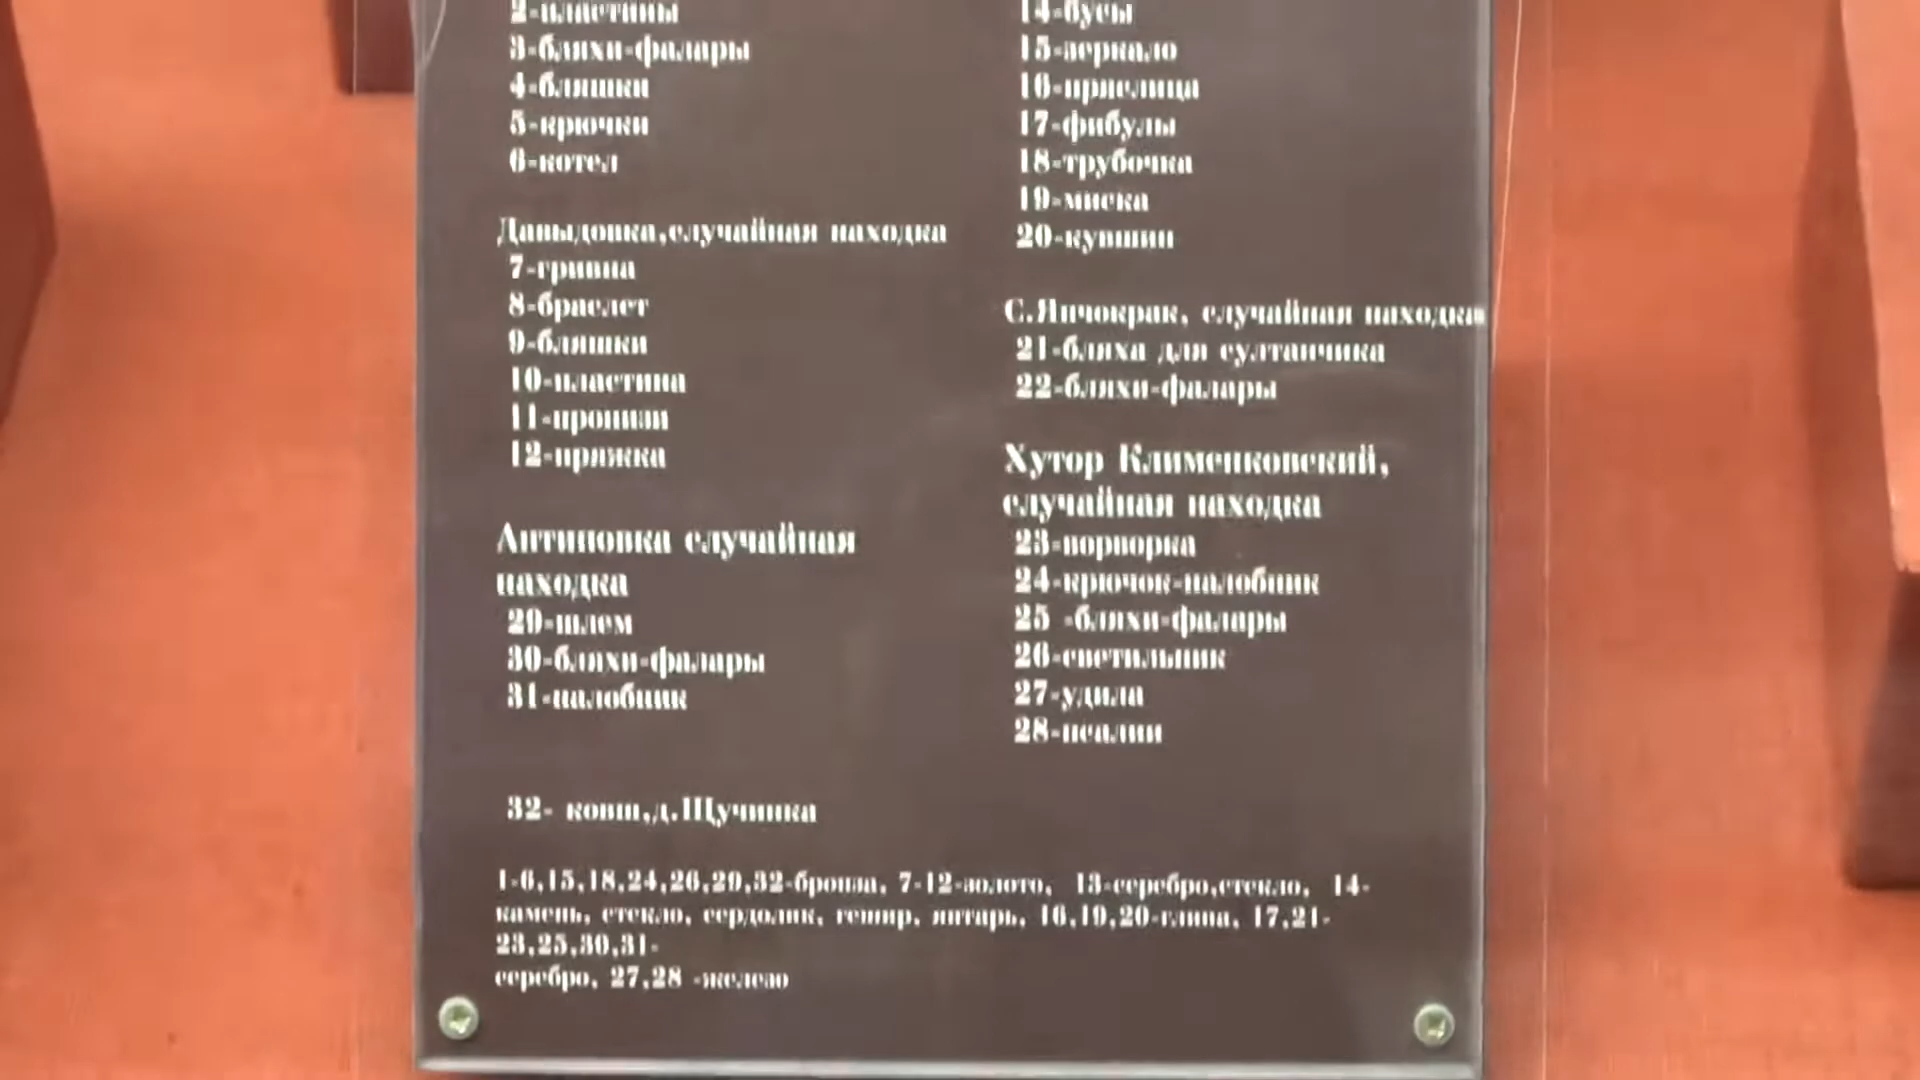 2-пластины
3-бляхи-фалары
4-бляшки
5-крючки
6-котел
Давыдовка,случайная находка
7-гривна
8-браслет
9-бляшки
10-пластина
11-пронизи
12-пряжка
Антиповка случайная
находка
29-шлем
30-бляхи-фалары
31-налобник
14-бусы
15-зеркало
16-пряслица
17-фибулы
18-трубочка
19-миска
20-кувшин
С.Янчокрак, случайная находка
21-бляха для султанчика
22-бляхи-фалары
Хутор Клименковский,
случайная находка
23-ворворка
24-крючок-налобник
25 -бляхи-фалары
26-светильник
27-удила
28-псалии
32- ковш,д.Щучинка
1-6,15,18,24,26,29,32-бронза, 7-12-золото, 13-серебро,стекло, 14-
камень, стекло, сердолик, гешир, янтарь, 16,19,20-глина, 17,21-
23,25,30,31-
серебро, 27,28 -железо